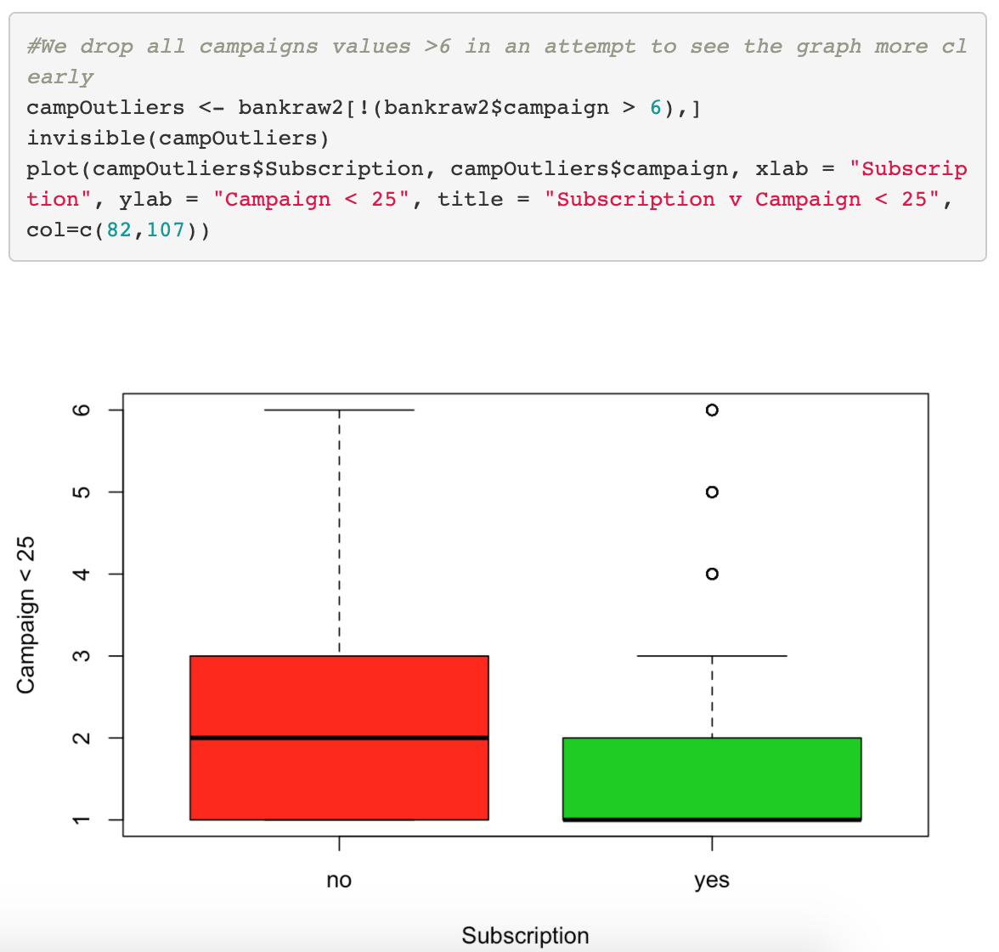 #We drop all campaigns values >6 in an attempt to see the graph more cl
early
campOutliers <- bankraw2[!(bankraw2$campaign > 6),]
invisible(campOutliers)
plot(campOutliers$Subscription, campOutliers$campaign, xlab = "Subscrip
tion", ylab = "Campaign < 25", title = "Subscription v Campaign < 25",
col=c(82,107))
6
5
4
3
2
1
Campaign < 25
no yes
Subscription